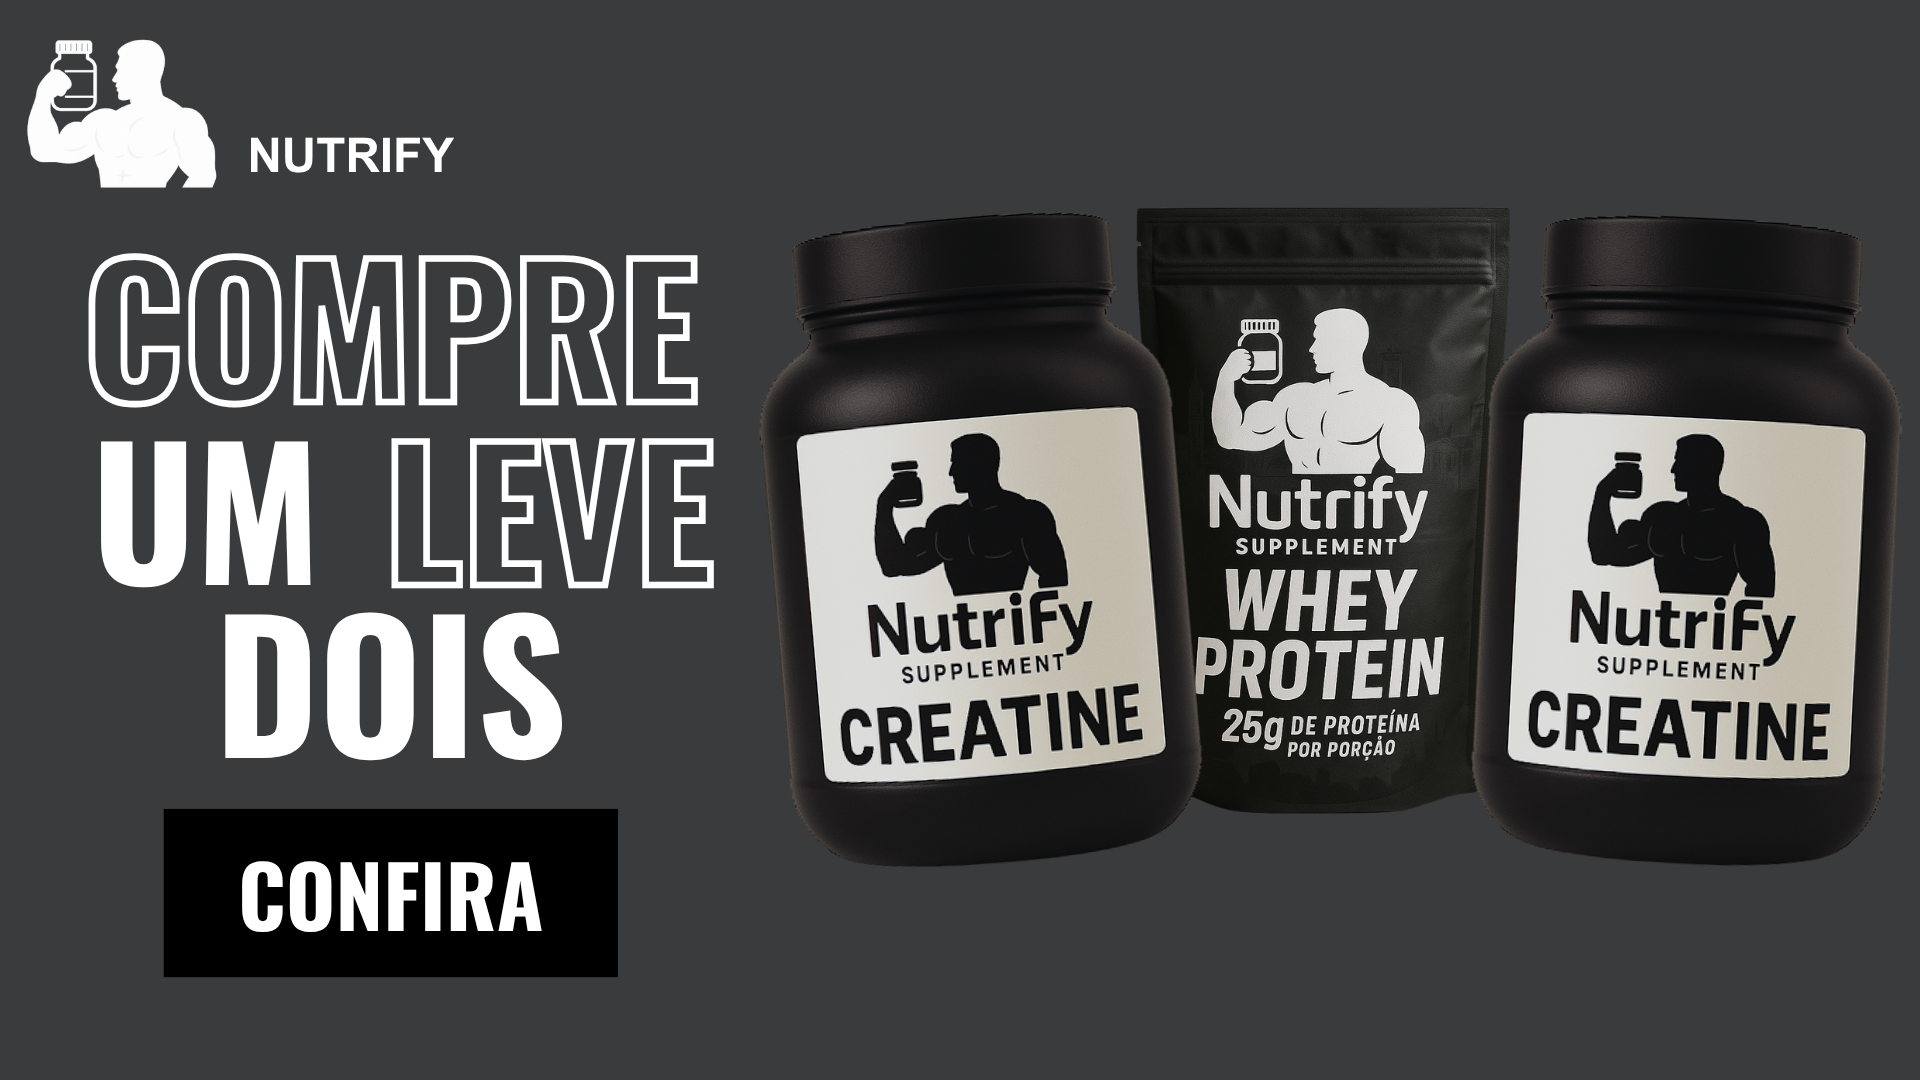 NUTRIFY
COMPRE
UM LEVE
DOIS
CONFIRA
NutriFy
SUPPLEMENT
CREATINE
Nutrify
SUPPLEMENT
WHEY
PROTEIN
25g DE PROTEÍNA
POR PORÇÃO
NutriFy
SUPPLEMENT
CREATINE